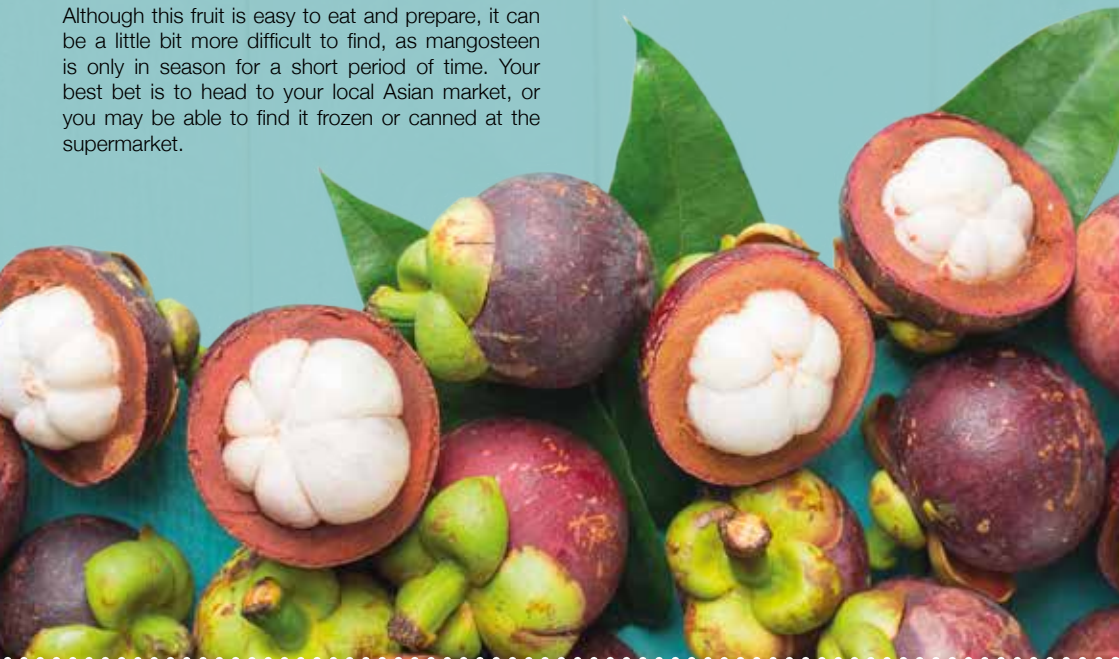 Although this fruit is easy to eat and prepare, it can
be a little bit more difficult to find, as mangosteen
is only in season for a short period of time. Your
best bet is to head to your local Asian market, or
you may be able to find it frozen or canned at the
supermarket.